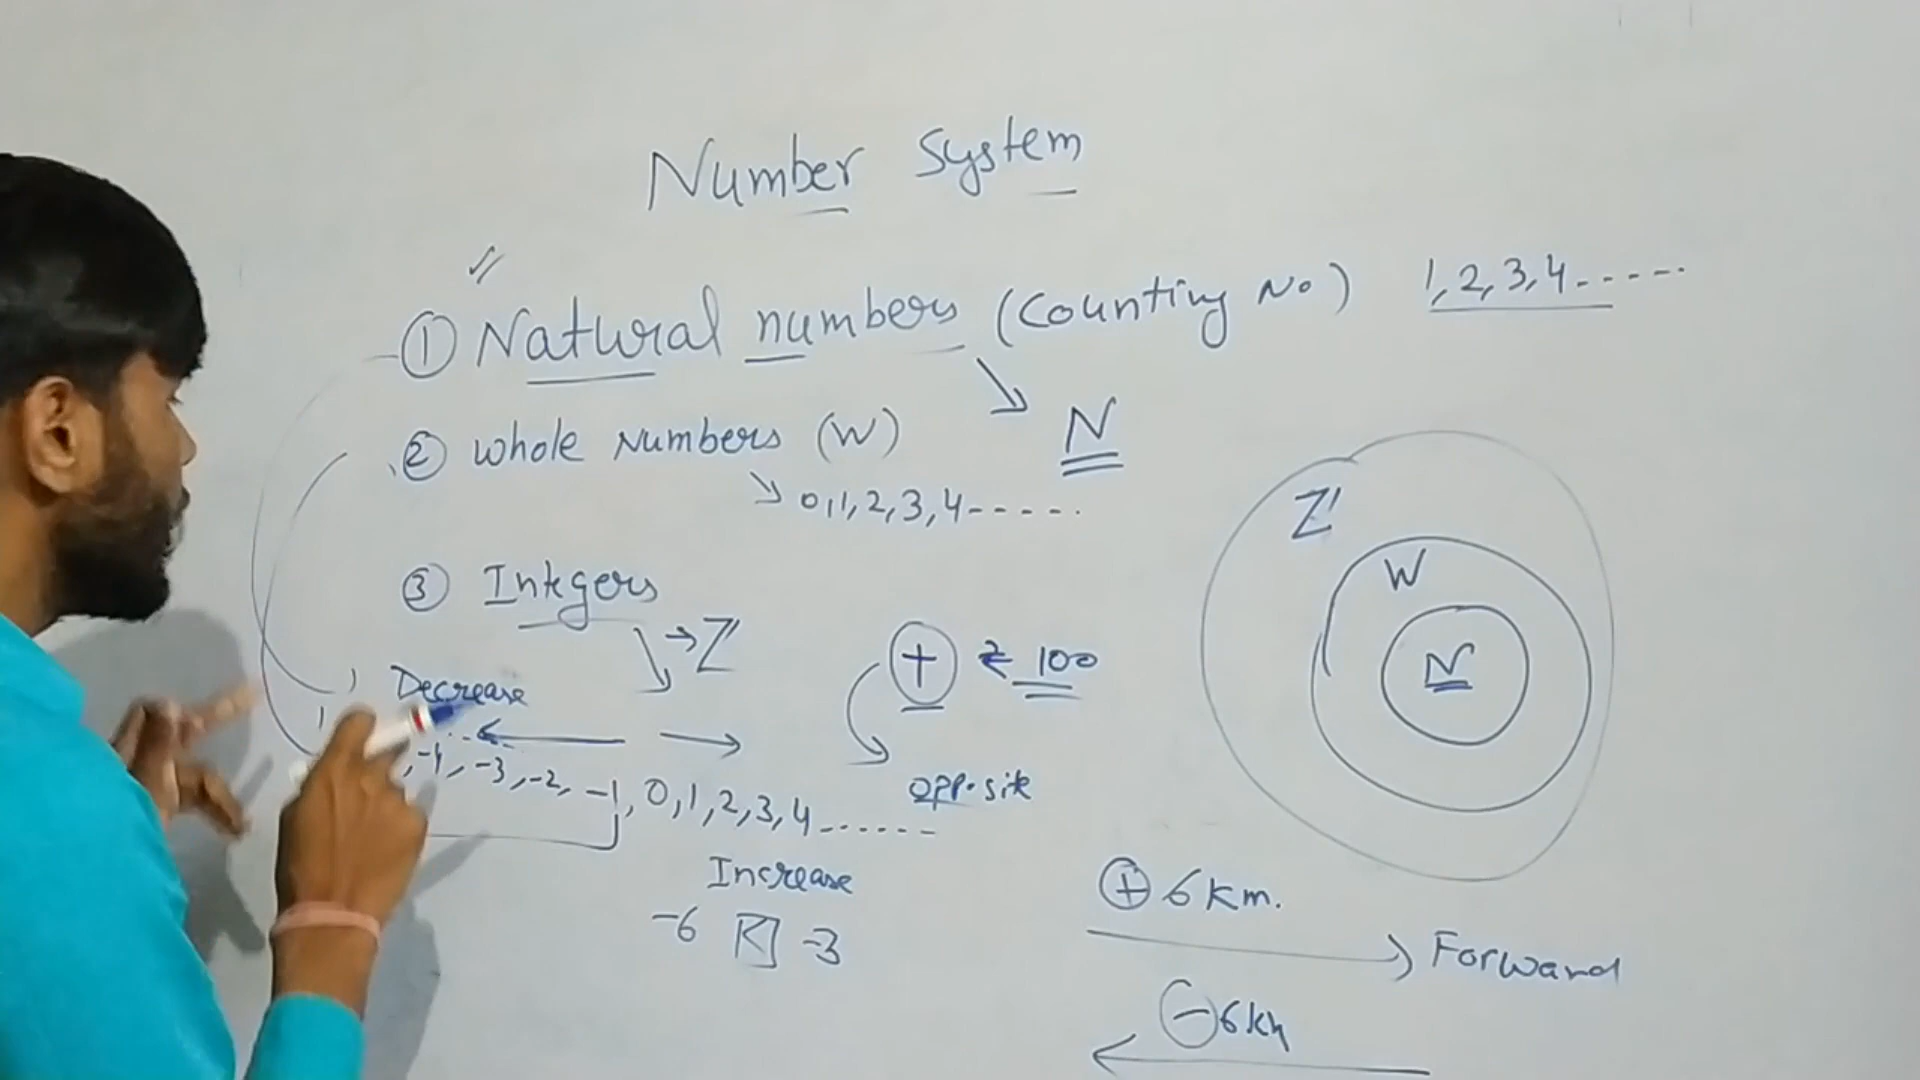 Number System
① Natural numbers (Counting No) 1,2,3,4.....
N
② Whole Numbers (W)
0,1,2,3,4-----.
③ Integers
→Z
Decrease
,-4, -3, -2, -1, 0,1,2,3,4......
Increase
-6 < -3
+ ₹ 100
opposite
Z
W
N
+ 6 Km.
Forward
- 6 km